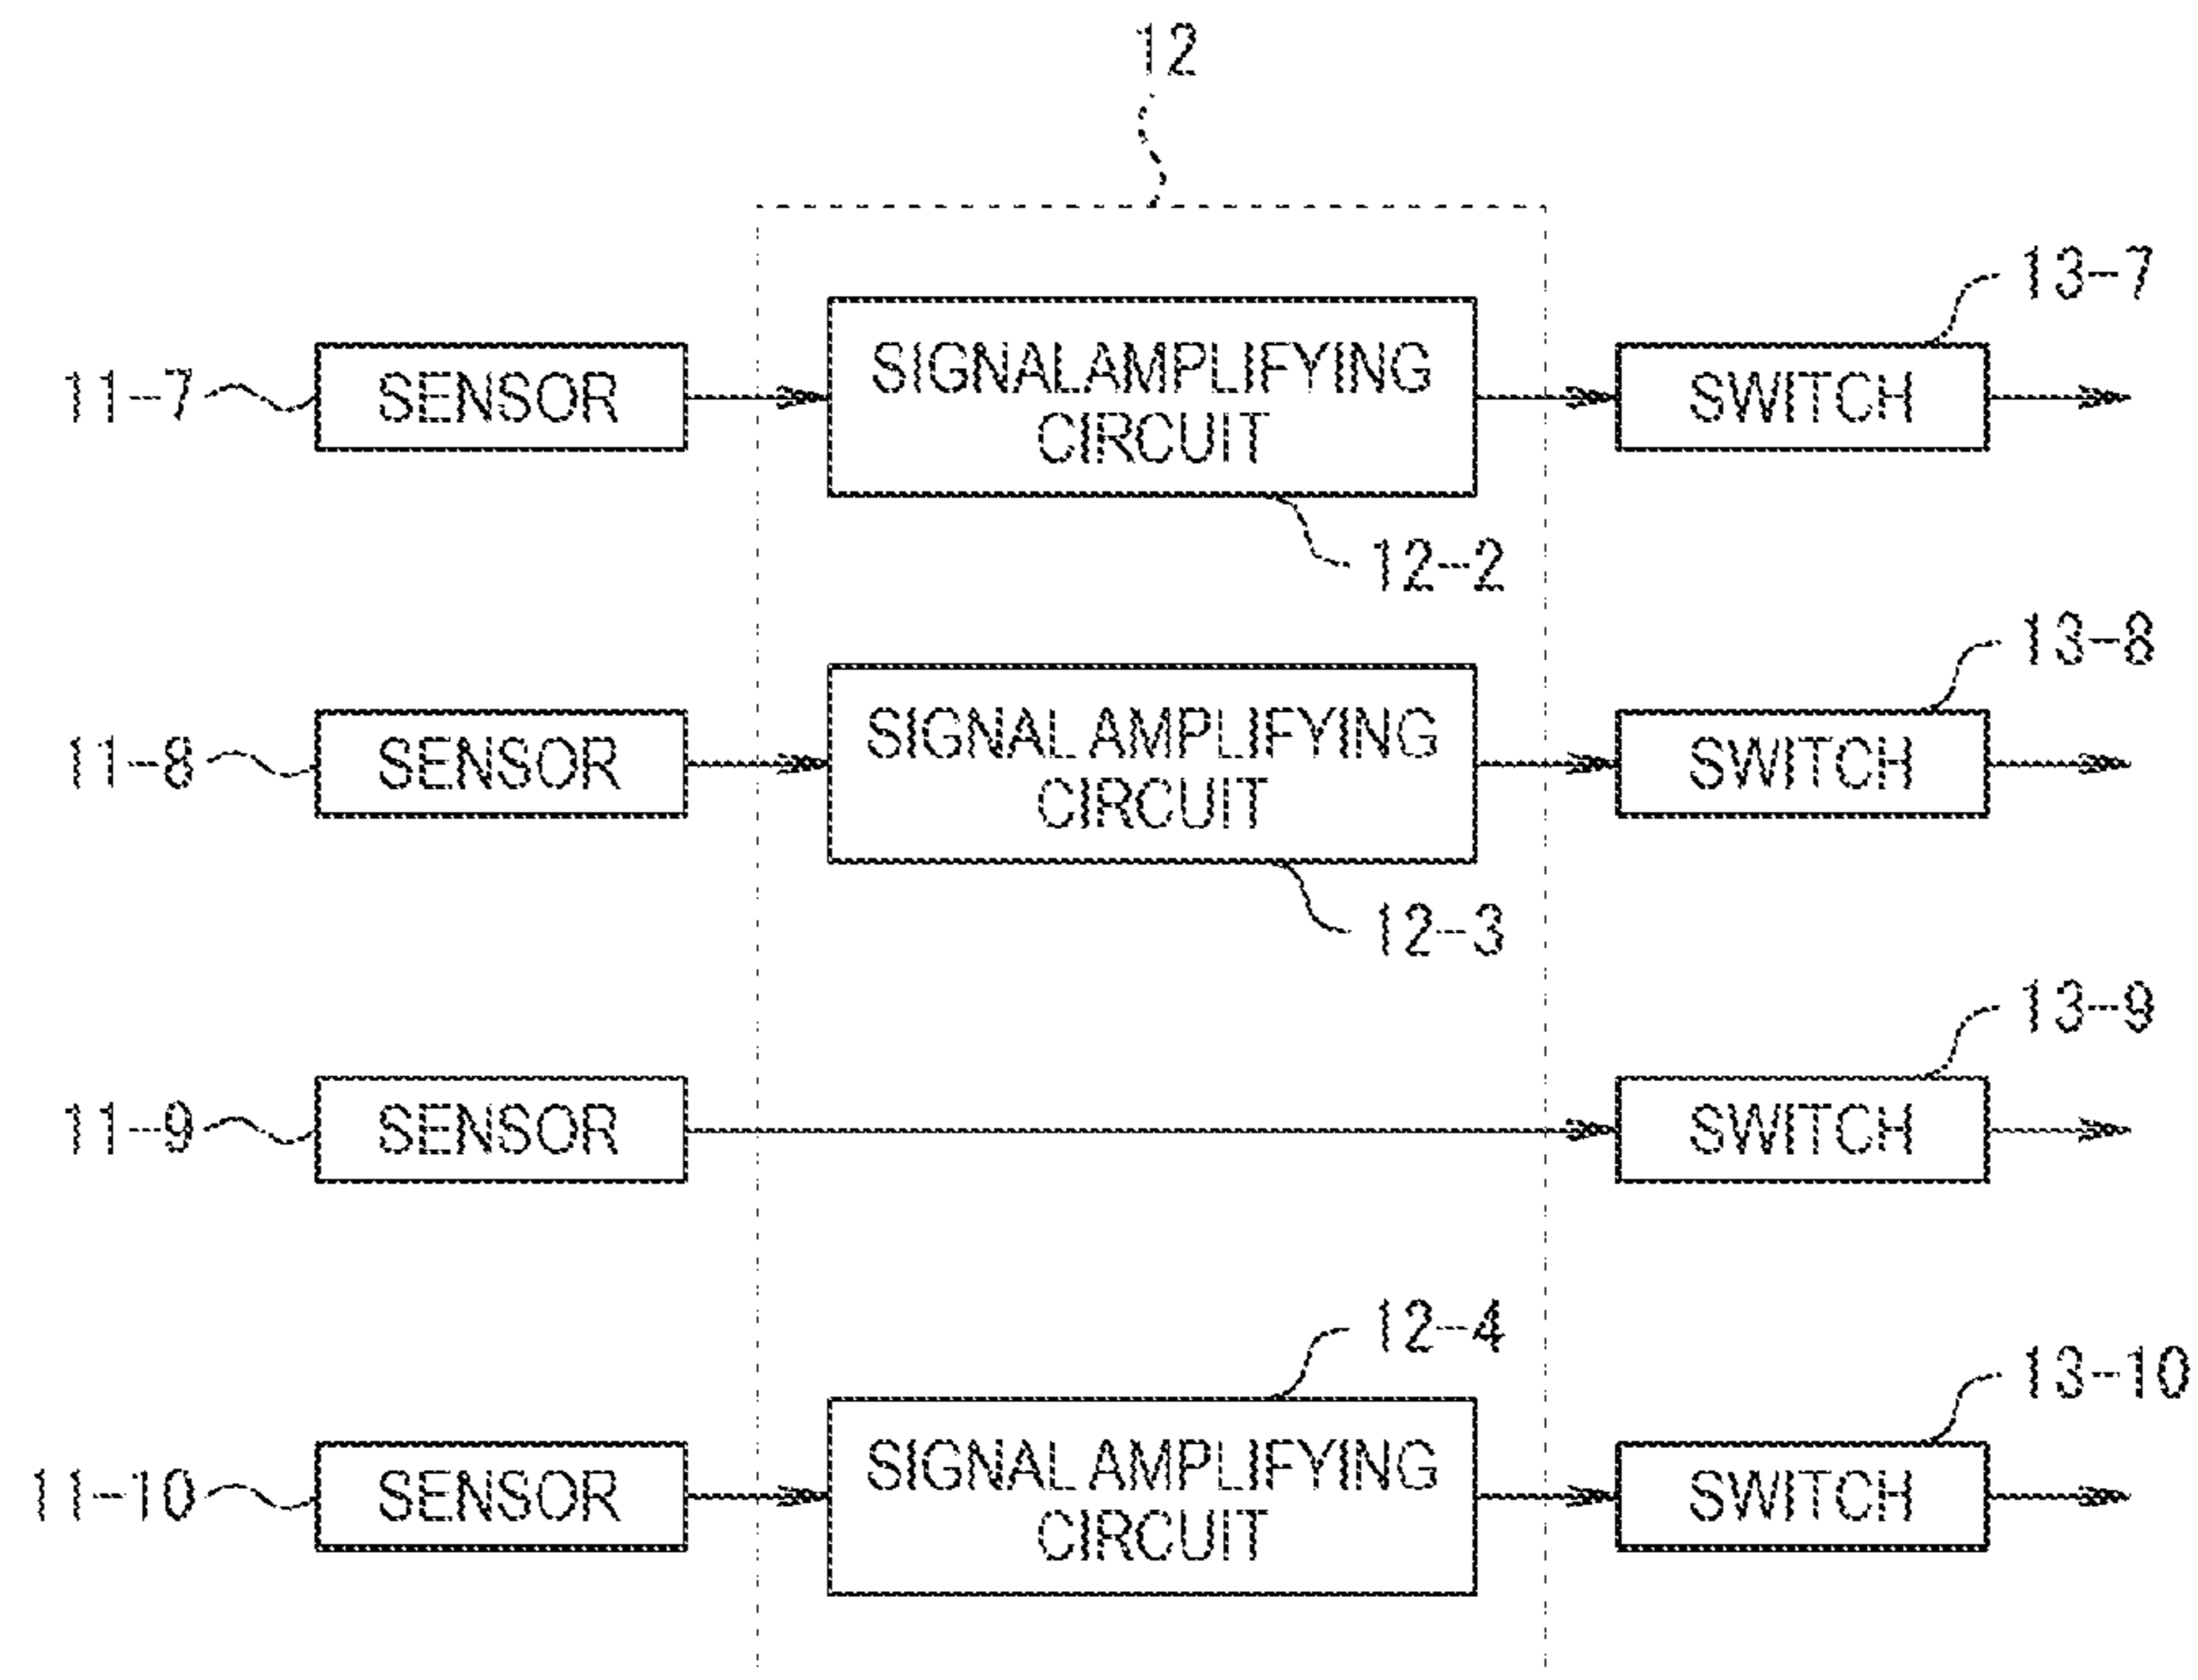 12
13-7
11-7 SENSOR SIGNALAMPLIFYING CIRCUIT SWITCH
12-2
13-8
11-8 SENSOR SIGNAL AMPLIFYING CIRCUIT SWITCH
12-3
13-9
11-9 SENSOR SWITCH
12-4
13-10
11-10 SENSOR SIGNAL AMPLIFYING CIRCUIT SWITCH